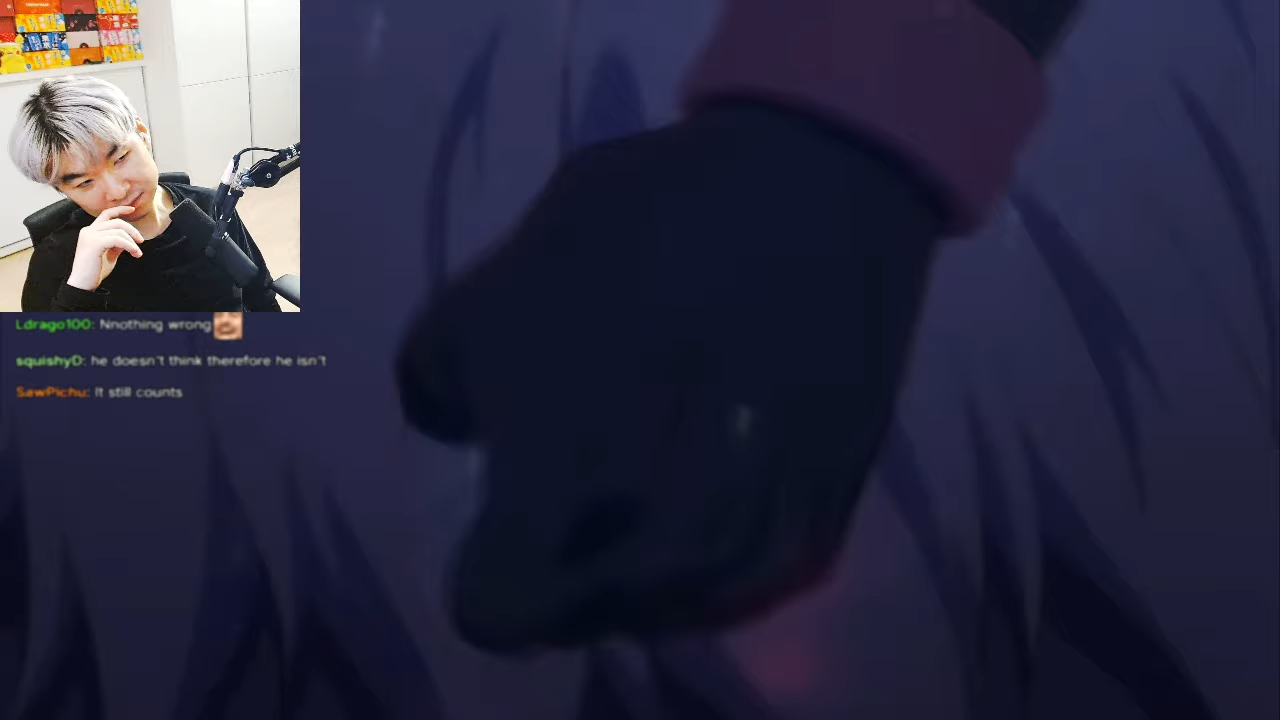 Ldrago100: Nnothing wrong
squishyD: he doesn't think therefore he isn't
SawPichu: It still counts